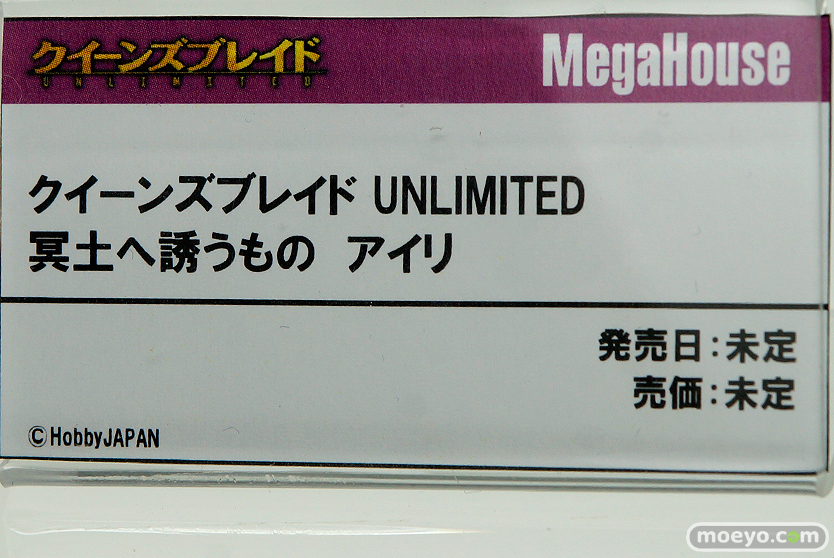 クイーンズブレイド
UNLIMITED
MegaHouse
クイーンズブレイド UNLIMITED
冥土へ誘うもの アイリ
発売日：未定
売価：未定
©HobbyJAPAN
moeyo.com